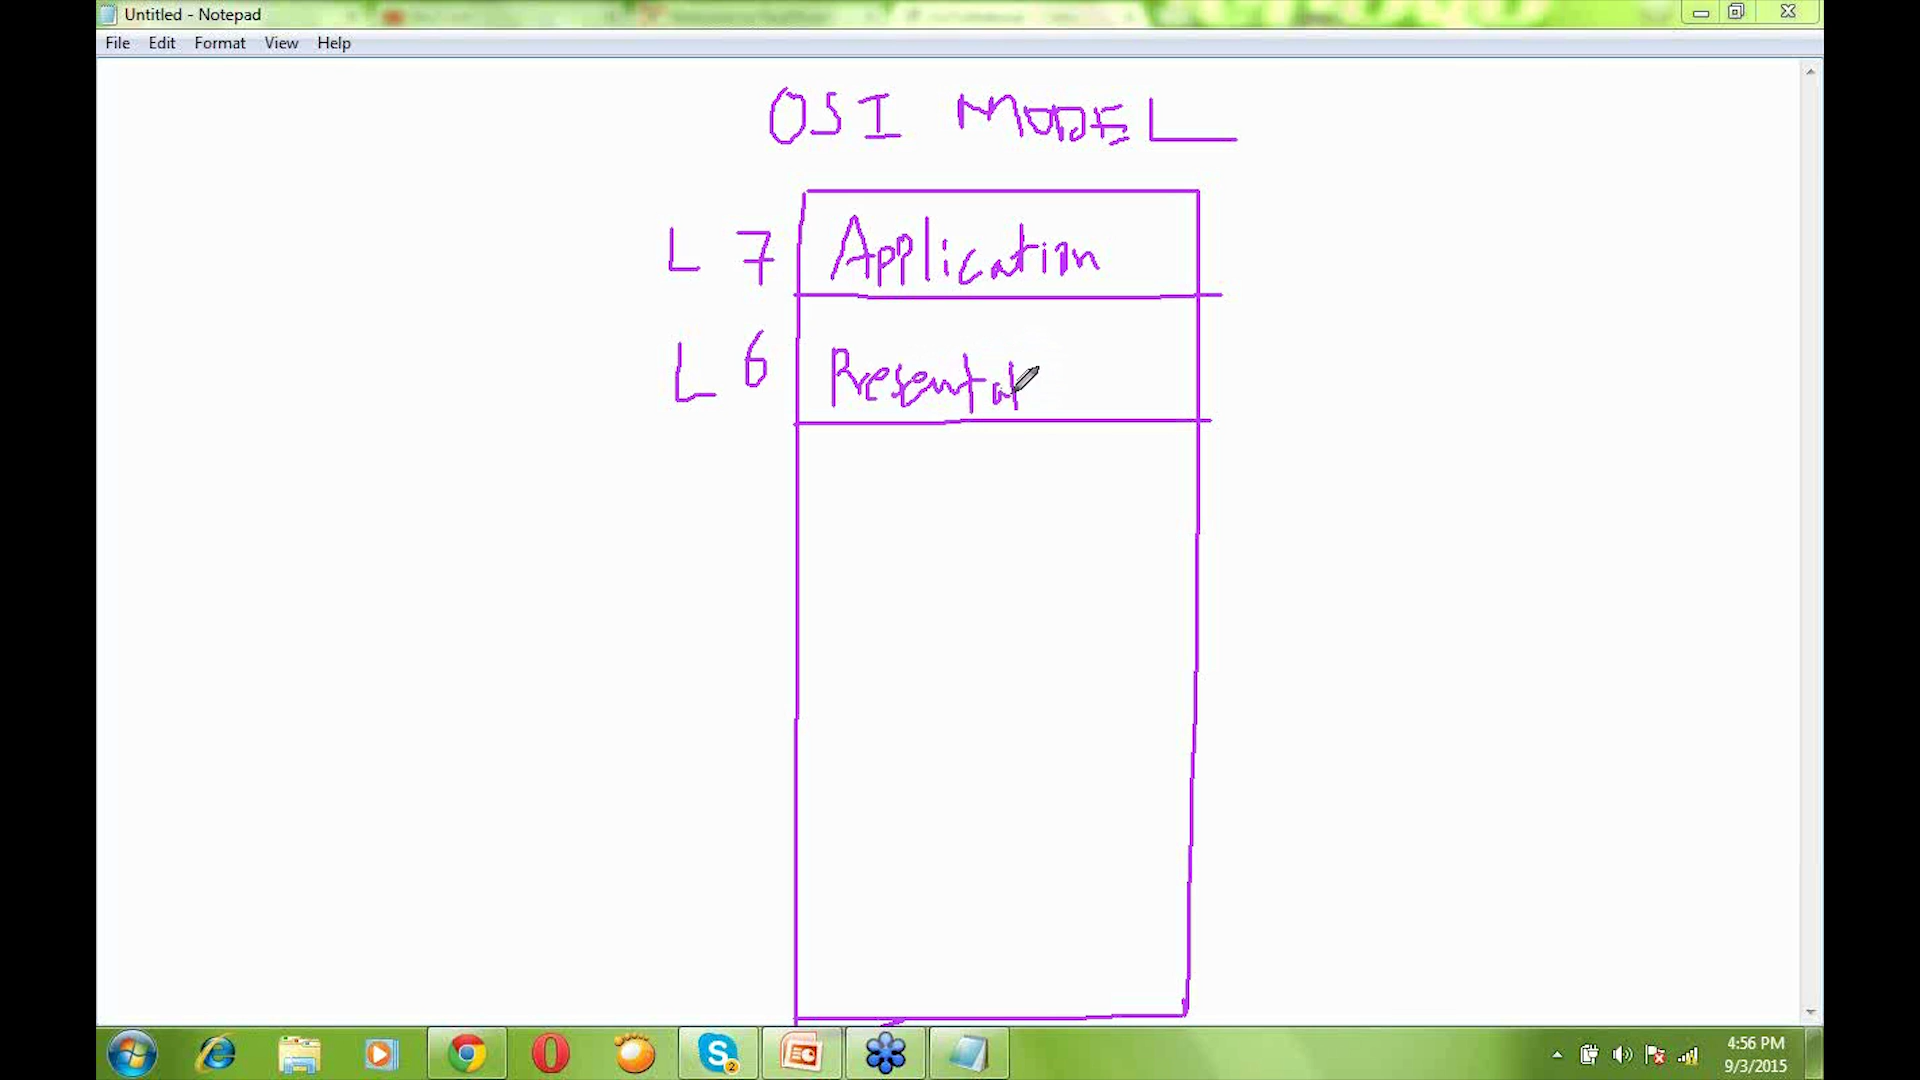 Untitled - Notepad
File Edit Format View Help
OSI MODEL
L 7 Application
L 6 Presentat
2
4:56 PM
9/3/2015